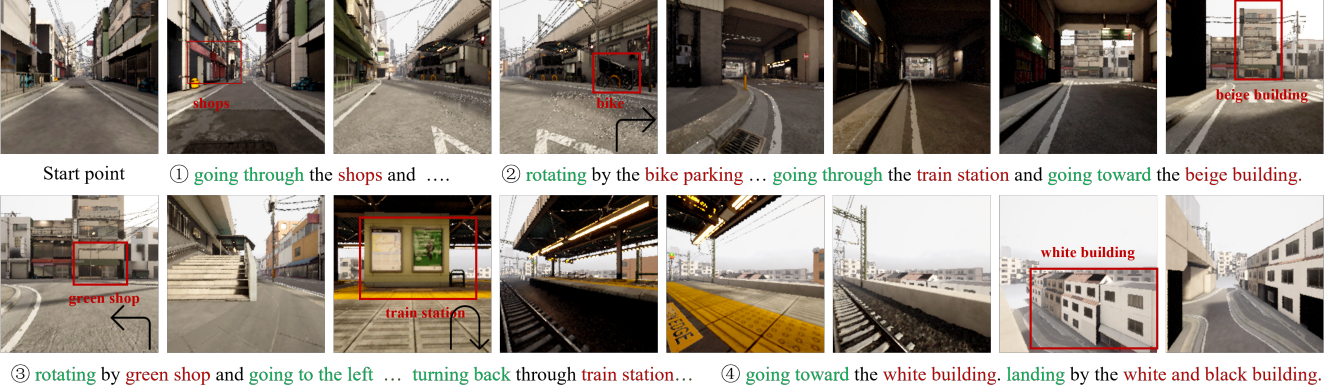 shops
bike
beige building
Start point
① going through the shops and ….
② rotating by the bike parking … going through the train station and going toward the beige building.
green shop
train station
white building
③ rotating by green shop and going to the left … turning back through train station…
④ going toward the white building. landing by the white and black building.